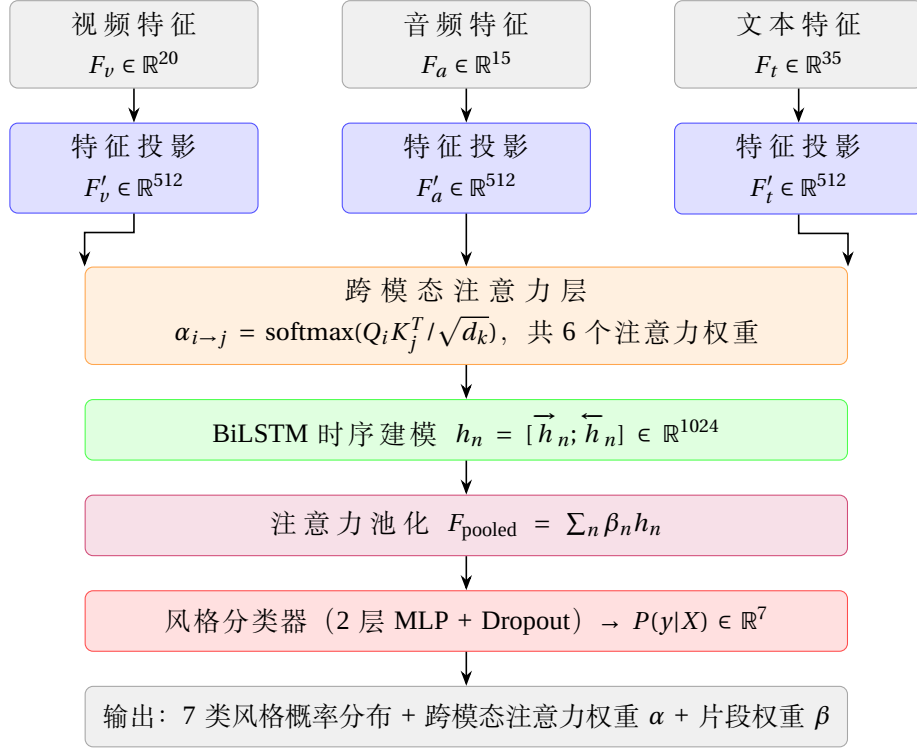 视频特征
F_v ∈ ℝ^20
音频特征
F_a ∈ ℝ^15
文本特征
F_t ∈ ℝ^35
特征投影
F′_v ∈ ℝ^512
特征投影
F′_a ∈ ℝ^512
特征投影
F′_t ∈ ℝ^512
跨模态注意力层
α_{i→j} = softmax(Q_i K_j^T/√d_k)，共 6 个注意力权重
BiLSTM 时序建模 h_n = [→h_n; ←h_n] ∈ ℝ^1024
注意力池化 F_pooled = ∑_n β_n h_n
风格分类器（2 层 MLP + Dropout）→ P(y|X) ∈ ℝ^7
输出：7 类风格概率分布 + 跨模态注意力权重 α + 片段权重 β